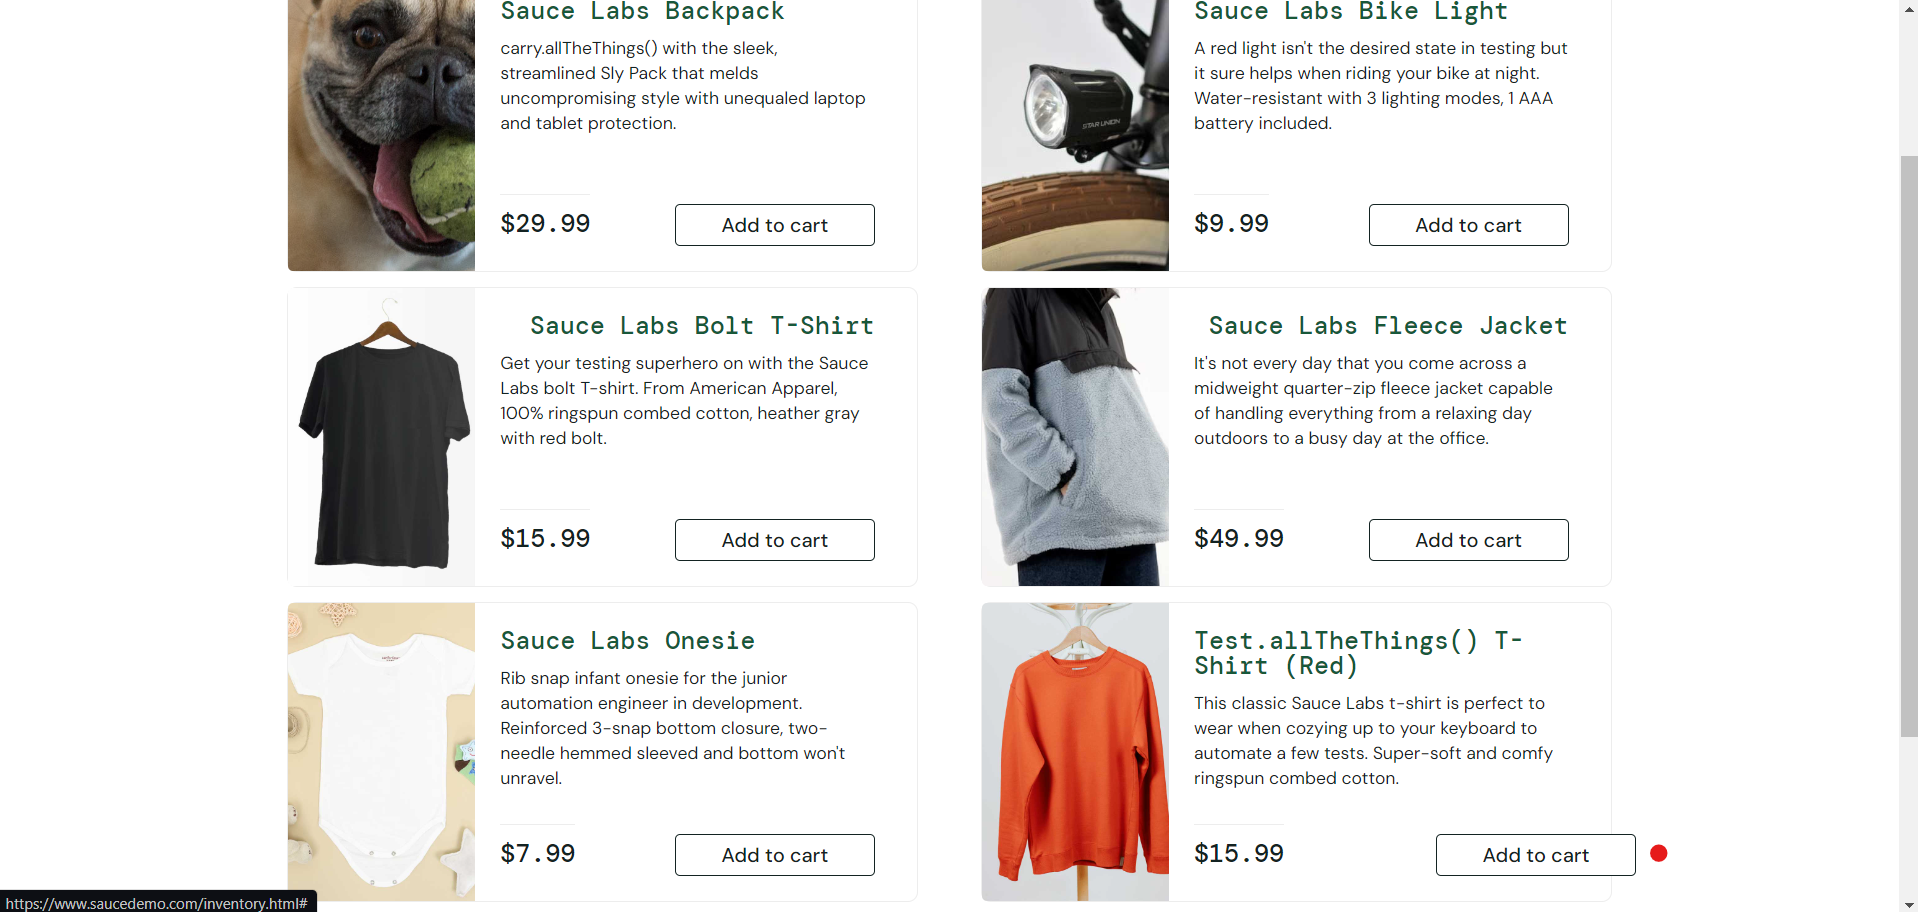 Sauce Labs Backpack
carry.allTheThings() with the sleek,
streamlined Sly Pack that melds
uncompromising style with unequaled laptop
and tablet protection.
$29.99
Add to cart
Sauce Labs Bike Light
A red light isn't the desired state in testing but
it sure helps when riding your bike at night.
Water-resistant with 3 lighting modes, 1 AAA
battery included.
STAR UNION
$9.99
Add to cart
Sauce Labs Bolt T-Shirt
Get your testing superhero on with the Sauce
Labs bolt T-shirt. From American Apparel,
100% ringspun combed cotton, heather gray
with red bolt.
$15.99
Add to cart
Sauce Labs Fleece Jacket
It's not every day that you come across a
midweight quarter-zip fleece jacket capable
of handling everything from a relaxing day
outdoors to a busy day at the office.
$49.99
Add to cart
Sauce Labs Onesie
Rib snap infant onesie for the junior
automation engineer in development.
Reinforced 3-snap bottom closure, two-
needle hemmed sleeved and bottom won't
unravel.
$7.99
Add to cart
Test.allTheThings() T-
Shirt (Red)
This classic Sauce Labs t-shirt is perfect to
wear when cozying up to your keyboard to
automate a few tests. Super-soft and comfy
ringspun combed cotton.
$15.99
Add to cart
https://www.saucedemo.com/inventory.html#